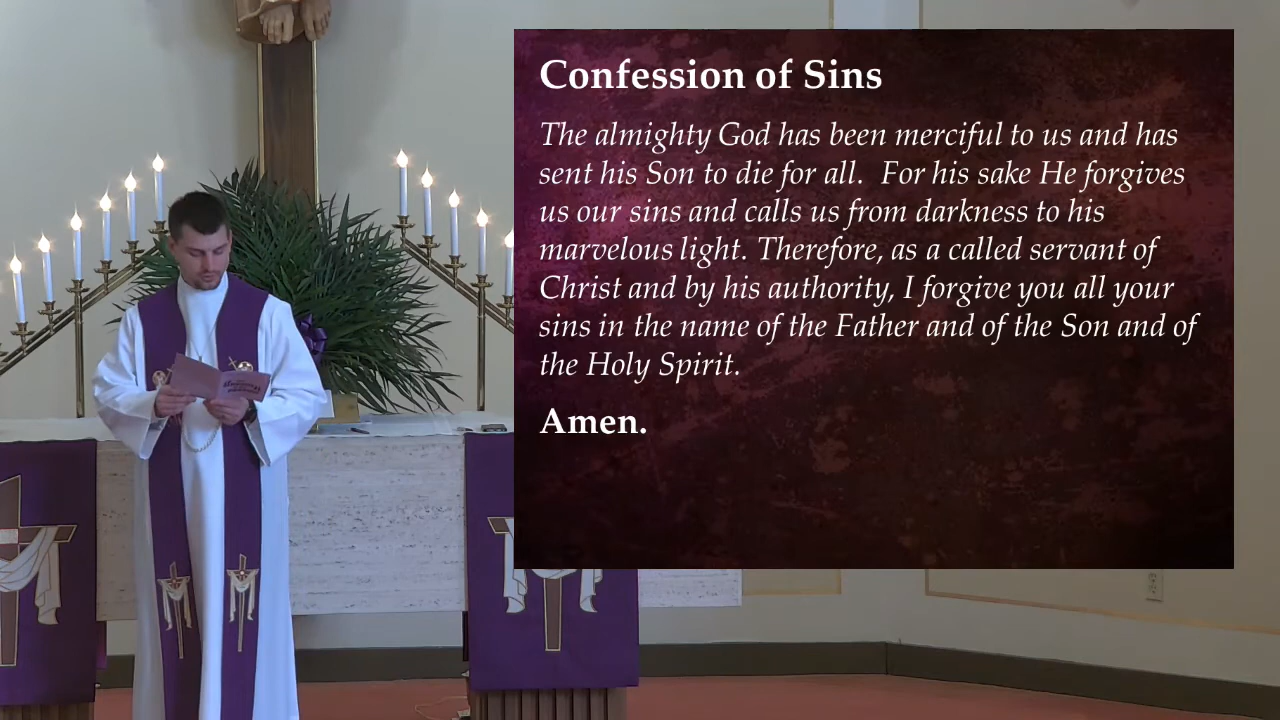 Confession of Sins
The almighty God has been merciful to us and has
sent his Son to die for all.  For his sake He forgives
us our sins and calls us from darkness to his
marvelous light. Therefore, as a called servant of
Christ and by his authority, I forgive you all your
sins in the name of the Father and of the Son and of
the Holy Spirit.
Amen.